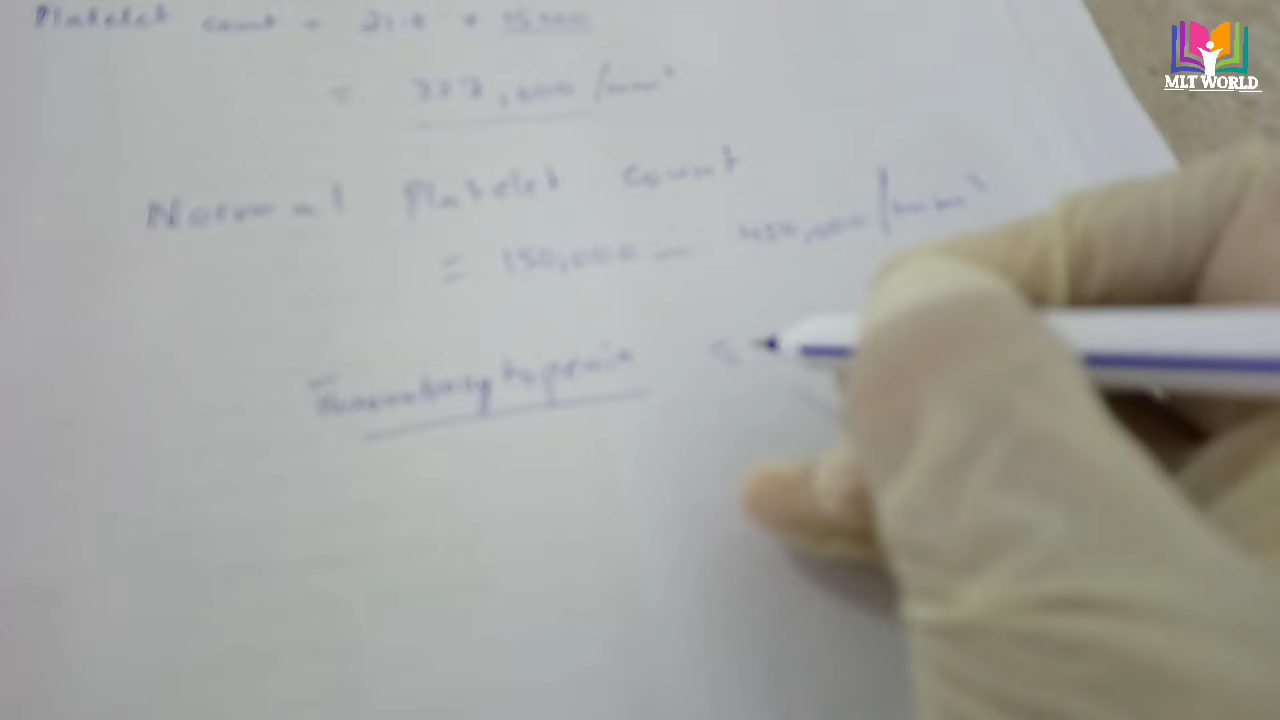 MLT WORLD
Platelet count = 21.8 * 15000
= 327,000 /mm³
Normal Platelet count
= 150,000 - 450,000 /mm³
Thrombocytopenia